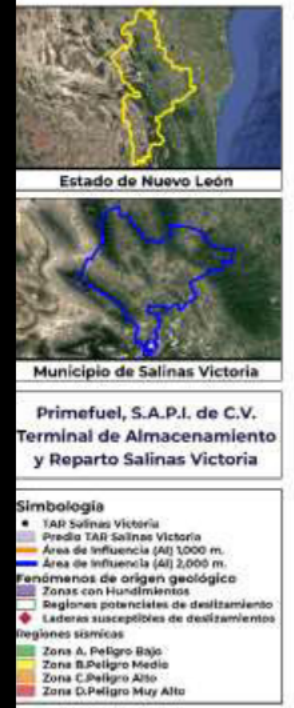 Estado de Nuevo León
Municipio de Salinas Victoria
Primefuel, S.A.P.I. de C.V.
Terminal de Almacenamiento
y Reparto Salinas Victoria
Simbología
TAR Salinas Victoria
Predio TAR Salinas Victoria
Área de Influencia (AI) 1,000 m.
Área de Influencia (AI) 2,000 m.
Fenómenos de origen geológico
Zonas con Hundimientos
Regiones potenciales de deslizamiento
Laderas susceptibles de deslizamientos
Regiones sísmicas
Zona A. Peligro Bajo
Zona B.Peligro Medio
Zona C.Peligro Alto
Zona D.Peligro Muy Alto